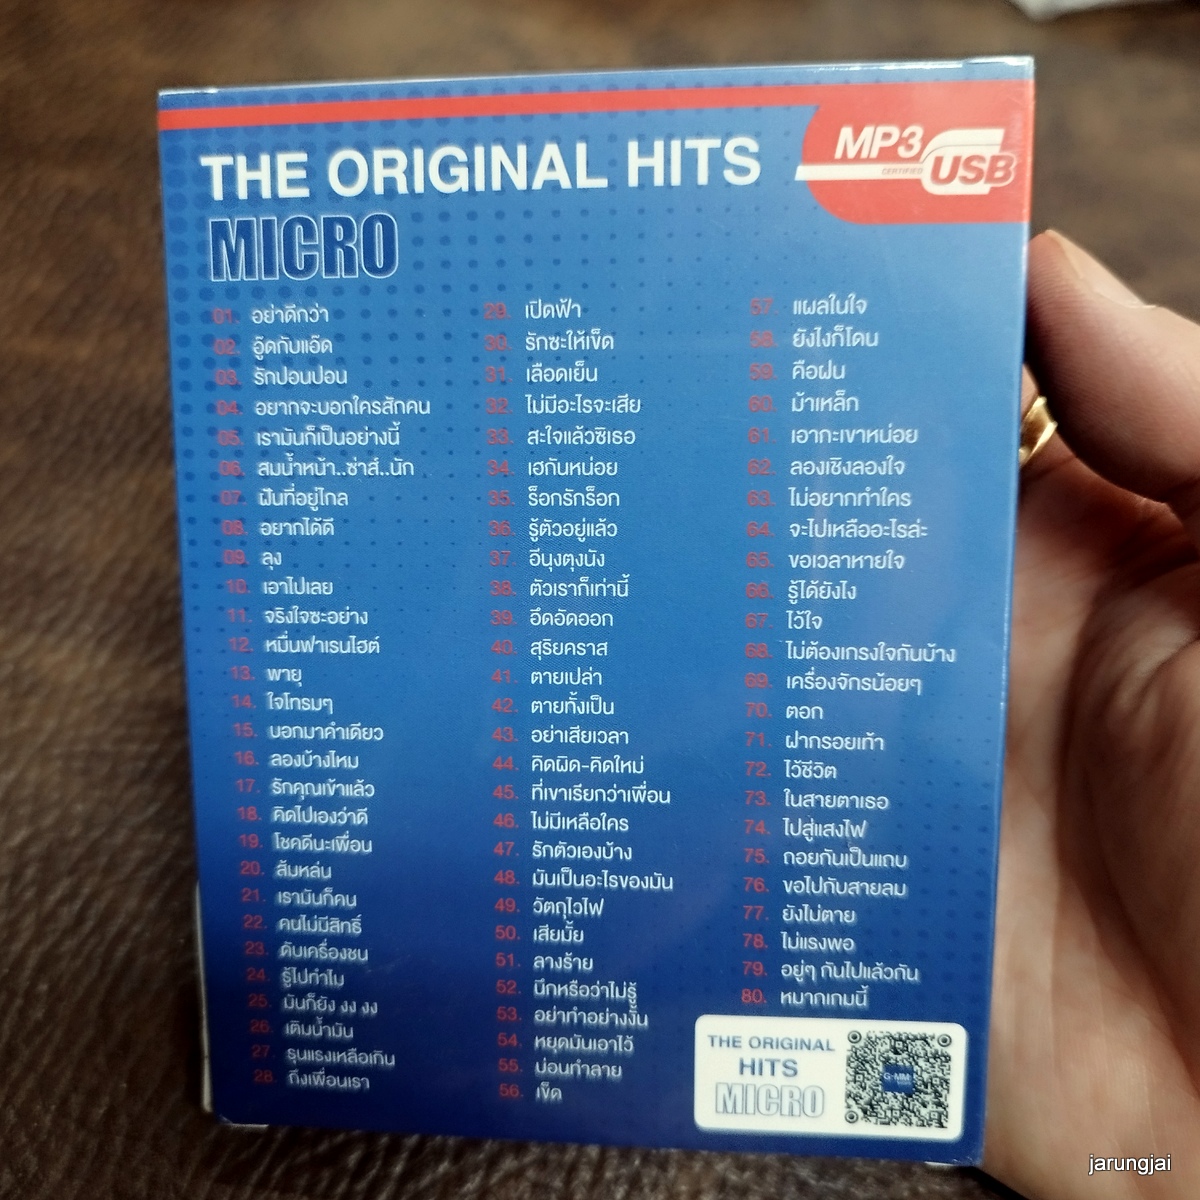 MP3
CERTIFIED
USB
THE ORIGINAL HITS
MICRO
01. อย่าดีกว่า
02. อู๊ดกับแอ๊ด
03. รักปอนปอน
04. อยากจะบอกใครสักคน
05. เรามันก็เป็นอย่างนี้
06. สมน้ำหน้า..ซ่าส์..นัก
07. ฝันที่อยู่ไกล
08. อยากได้ดี
09. ลุง
10. เอาไปเลย
11. จริงใจซะอย่าง
12. หมื่นฟาเรนไฮต์
13. พายุ
14. ใจโทรมๆ
15. บอกมาคำเดียว
16. ลองบ้างไหม
17. รักคุณเข้าแล้ว
18. คิดไปเองว่าดี
19. โชคดีนะเพื่อน
20. ส้มหล่น
21. เรามันก็คน
22. คนไม่มีสิทธิ์
23. ดับเครื่องชน
24. รู้ไปทำไม
25. มันก็ยัง งง งง
26. เติมน้ำมัน
27. รุนแรงเหลือเกิน
28. ถึงเพื่อนเรา
29. เปิดฟ้า
30. รักซะให้เข็ด
31. เลือดเย็น
32. ไม่มีอะไรจะเสีย
33. สะใจแล้วซิเธอ
34. เฮกันหน่อย
35. ร็อกรักร็อก
36. รู้ตัวอยู่แล้ว
37. อีนุงตุงนัง
38. ตัวเราก็เท่านี้
39. อึดอัดออก
40. สุริยคราส
41. ตายเปล่า
42. ตายทั้งเป็น
43. อย่าเสียเวลา
44. คิดผิด-คิดใหม่
45. ที่เขาเรียกว่าเพื่อน
46. ไม่มีเหลือใคร
47. รักตัวเองบ้าง
48. มันเป็นอะไรของมัน
49. วัตถุไวไฟ
50. เสียมั้ย
51. ลางร้าย
52. นึกหรือว่าไม่รู้
53. อย่าทำอย่างงั้น
54. หยุดมันเอาไว้
55. บ่อนทำลาย
56. เข็ด
57. แผลในใจ
58. ยังไงก็โดน
59. คือฝน
60. ม้าเหล็ก
61. เอากะเขาหน่อย
62. ลองเชิงลองใจ
63. ไม่อยากทำใคร
64. จะไปเหลืออะไรล่ะ
65. ขอเวลาหายใจ
66. รู้ได้ยังไง
67. ไว้ใจ
68. ไม่ต้องเกรงใจกันบ้าง
69. เครื่องจักรน้อยๆ
70. ตอก
71. ฝากรอยเท้า
72. ไว้ชีวิต
73. ในสายตาเธอ
74. ไปสู่แสงไฟ
75. ถอยกันเป็นแถบ
76. ขอไปกับสายลม
77. ยังไม่ตาย
78. ไม่แรงพอ
79. อยู่ๆ กันไปแล้วกัน
80. หมากเกมนี้
THE ORIGINAL
HITS
MICRO
jarungjai